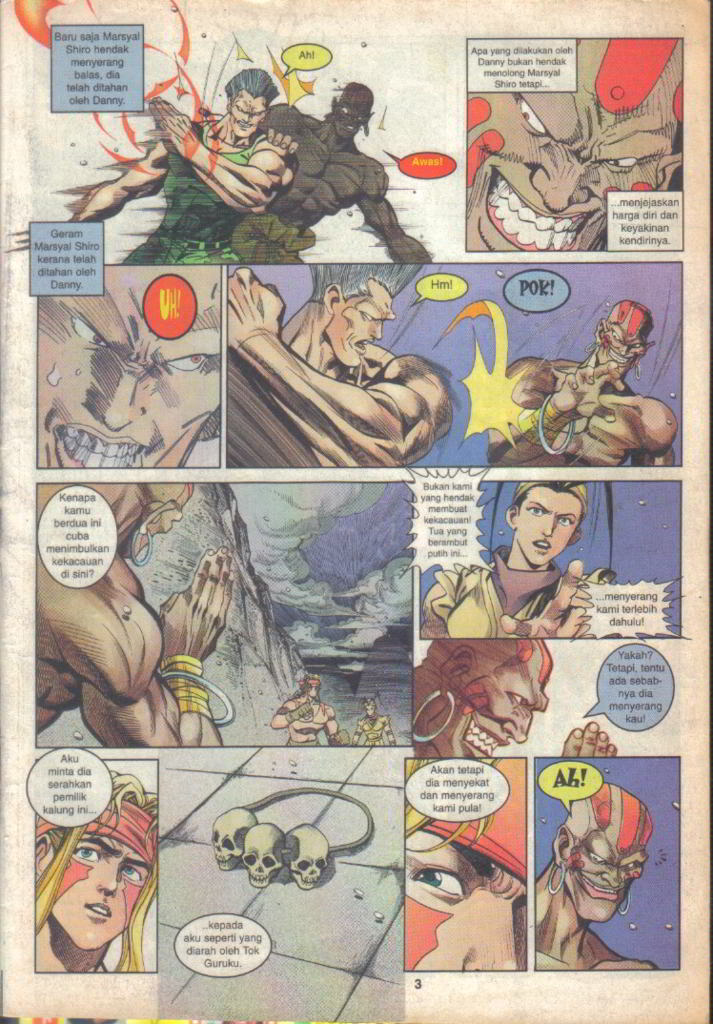 Baru saja Marsyal
Shiro hendak
menyerang
balas, dia
telah ditahan
oleh Danny.
Ah!
Awas!
Apa yang dilakukan oleh
Danny bukan hendak
menolong Marsyal
Shiro tetapi...
...menjejaskan
harga diri dan
keyakinan
kendirinya.
Geram
Marsyal Shiro
kerana telah
ditahan oleh
Danny.
UH!
Hm!
POK!
Kenapa
kamu
berdua ini
cuba
menimbulkan
kekacauan
di sini?
Bukan kami
yang hendak
membuat
kekacauan!
Tua yang
berambut
putih ini...
...menyerang
kami terlebih
dahulu!
Yakah?
Tetapi, tentu
ada sebab-
nya dia
menyerang
kau!
Aku
minta dia
serahkan
pemilik
kalung ini...
..kepada
aku seperti yang
diarah oleh Tok
Guruku.
Akan tetapi
dia menyekat
dan menyerang
kami pula!
Ah!
3